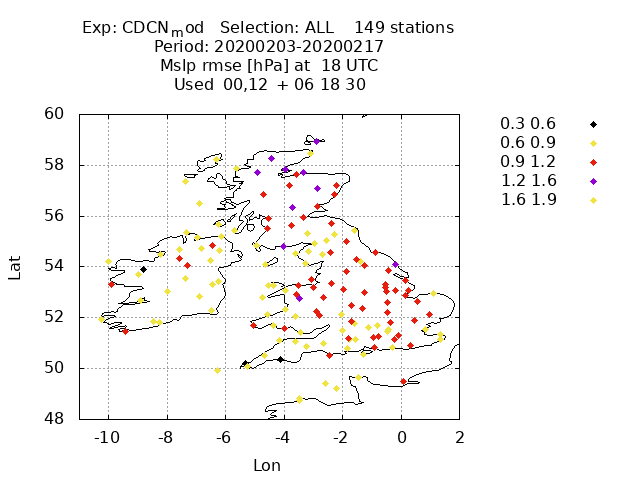 Exp: CDCN_mod   Selection: ALL    149 stations
Period: 20200203-20200217
Mslp rmse [hPa] at  18 UTC
Used  00,12  + 06 18 30
0.3 0.6
0.6 0.9
0.9 1.2
1.2 1.6
1.6 1.9
60
58
56
54
52
50
48
Lat
-10 -8 -6 -4 -2 0 2
Lon